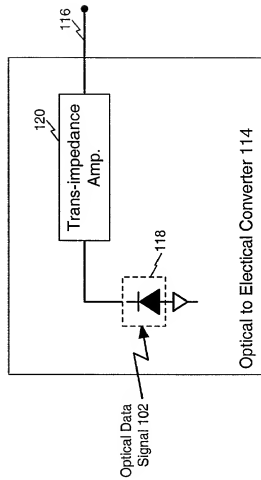 116
120
Trans-impedance
Amp.
118
Optical Data
Signal 102
Optical to Electical Converter 114